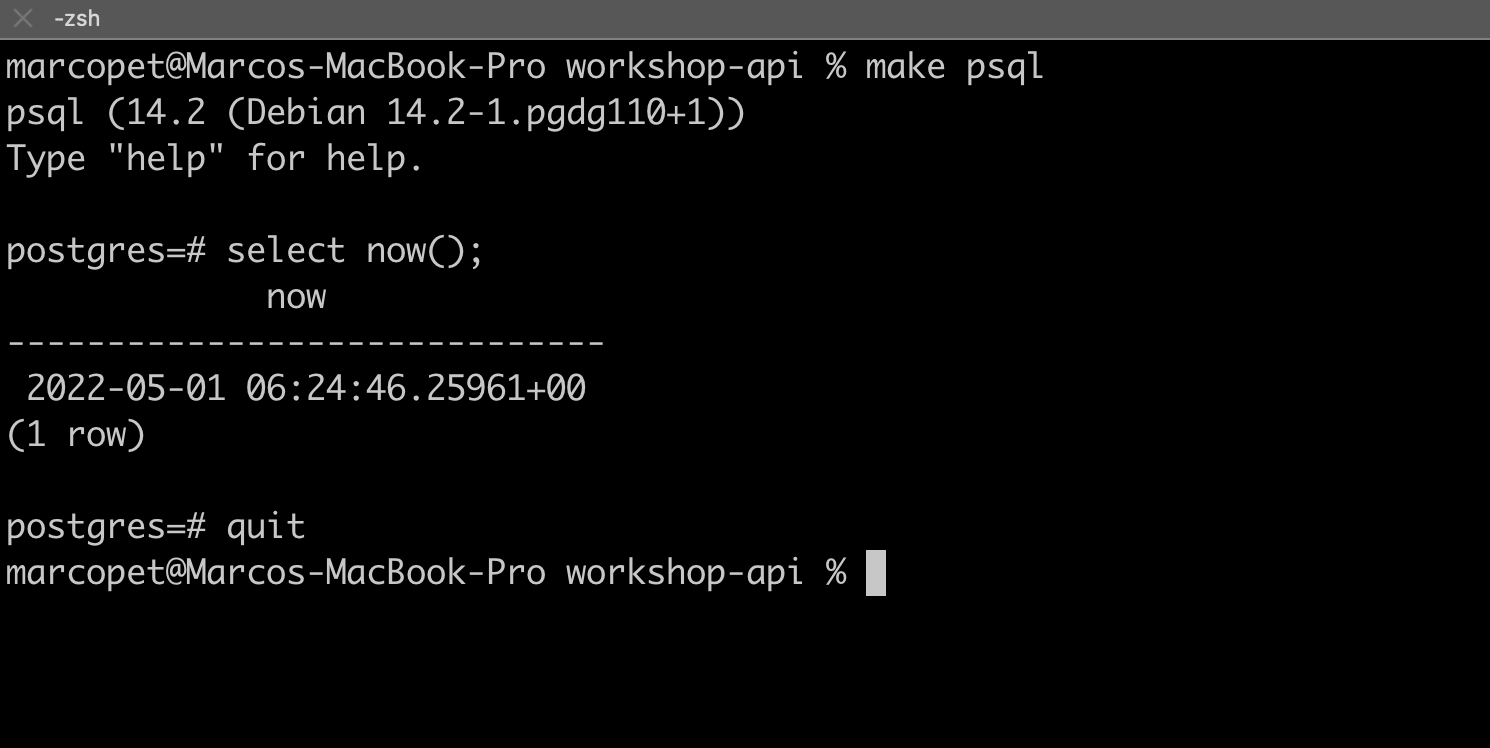 -zsh
marcopet@Marcos-MacBook-Pro workshop-api % make psql
psql (14.2 (Debian 14.2-1.pgdg110+1))
Type "help" for help.
postgres=# select now();
now
------------------------------
2022-05-01 06:24:46.25961+00
(1 row)
postgres=# quit
marcopet@Marcos-MacBook-Pro workshop-api %